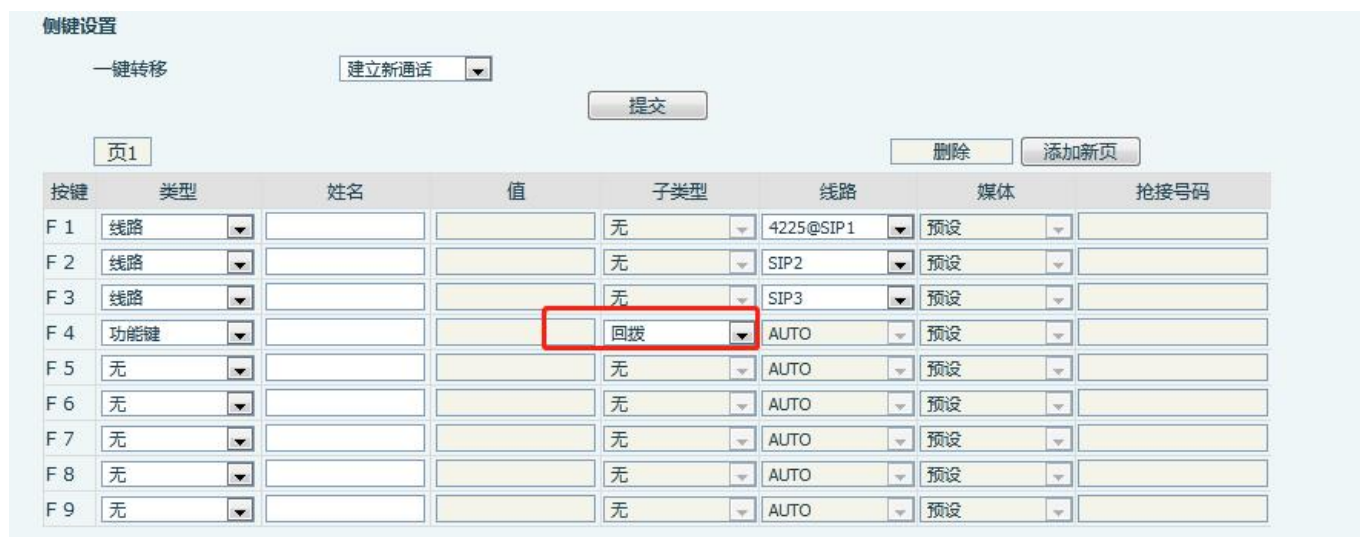 侧键设置
一键转移 建立新通话
提交
页1 删除 添加新页
按键 类型 姓名 值 子类型 线路 媒体 抢接号码
F 1 线路 无 4225@SIP1 预设
F 2 线路 无 SIP2 预设
F 3 线路 无 SIP3 预设
F 4 功能键 回拨 AUTO 预设
F 5 无 无 AUTO 预设
F 6 无 无 AUTO 预设
F 7 无 无 AUTO 预设
F 8 无 无 AUTO 预设
F 9 无 无 AUTO 预设